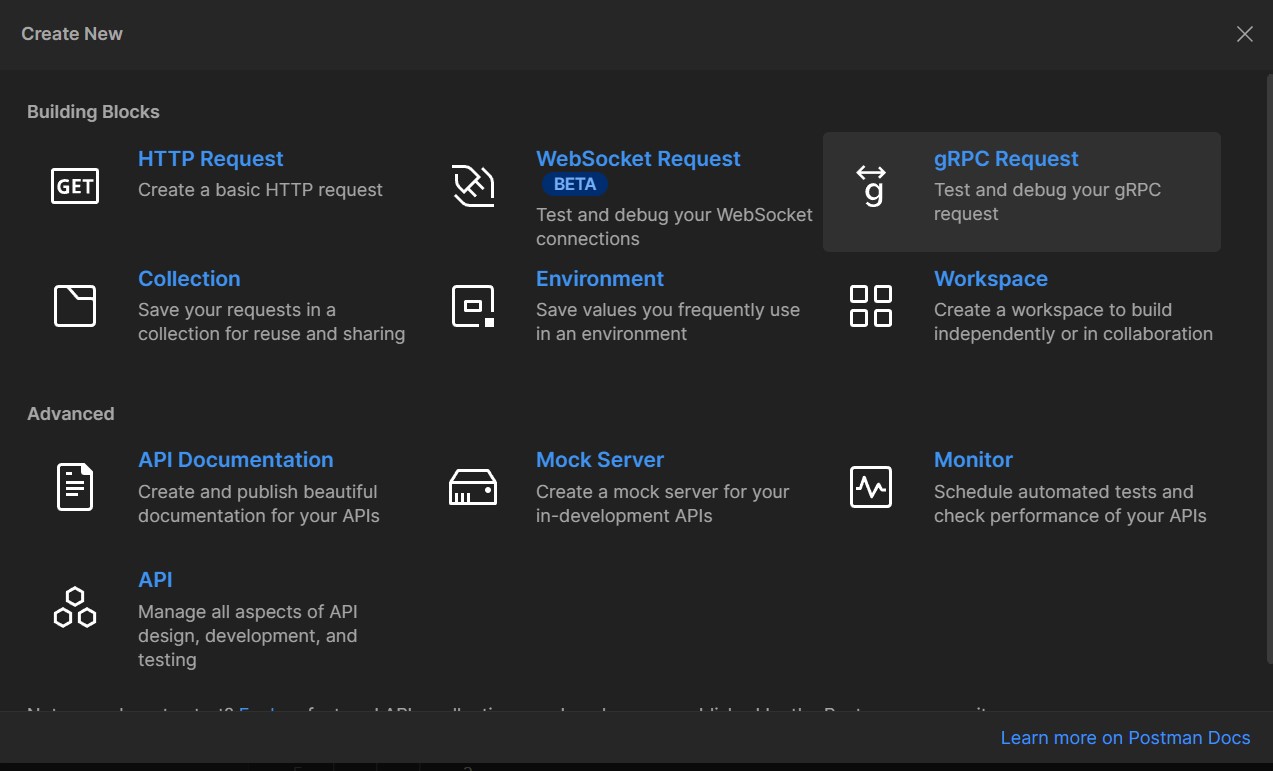 Create New
Building Blocks
GET
HTTP Request
Create a basic HTTP request
WebSocket Request
BETA
Test and debug your WebSocket
connections
g
gRPC Request
Test and debug your gRPC
request
Collection
Save your requests in a
collection for reuse and sharing
Environment
Save values you frequently use
in an environment
Workspace
Create a workspace to build
independently or in collaboration
Advanced
API Documentation
Create and publish beautiful
documentation for your APIs
Mock Server
Create a mock server for your
in-development APIs
Monitor
Schedule automated tests and
check performance of your APIs
API
Manage all aspects of API
design, development, and
testing
Learn more on Postman Docs